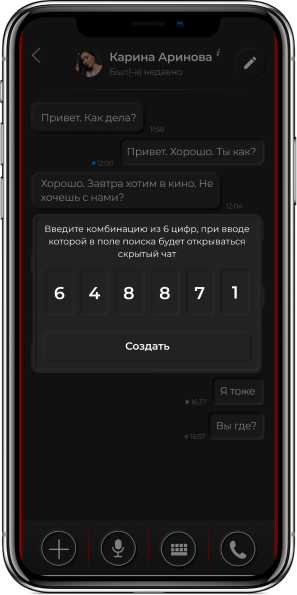 Карина Аринова i
Был(-а) недавно
Привет. Как дела?
11:58
Привет. Хорошо. Ты как?
12:00
Хорошо. Завтра хотим в кино. Не
хочешь с нами?
12:04
Введите комбинацию из 6 цифр, при вводе
которой в поле поиска будет открываться
скрытый чат
6 4 8 8 7 1
Создать
Я тоже
16:37
Вы где?
16:57